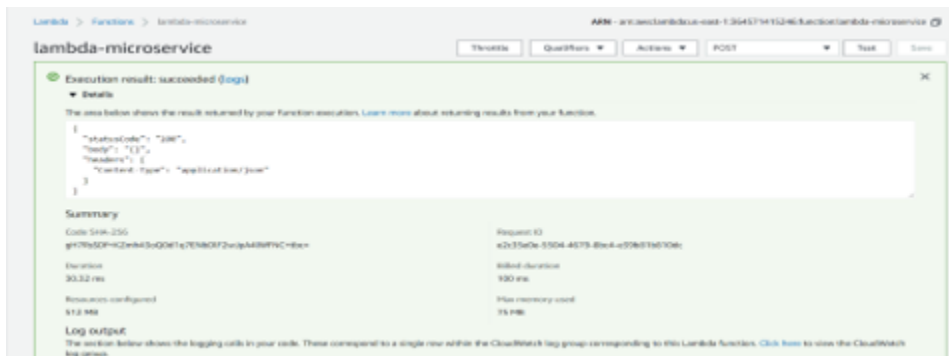 Lambda > Functions > lambda-microservice
lambda-microservice
Throttle Qualifiers Actions POST Test Save
Execution result: succeeded (logs)
Details
The area below shows the result returned by your function execution. Learn more about returning results from your function.
{
"statusCode": "200",
"body": "{}",
"headers": {
"Content-Type": "application/json"
}
}
Summary
Code SHA-256
Request ID
Duration
Billed duration
30.32 ms
100 ms
Resources configured
Max memory used
512 MB
75 MB
Log output
The section below shows the logging calls in your code. These correspond to a single row within the CloudWatch log group corresponding to this Lambda function. Click here to view the CloudWatch
log group.